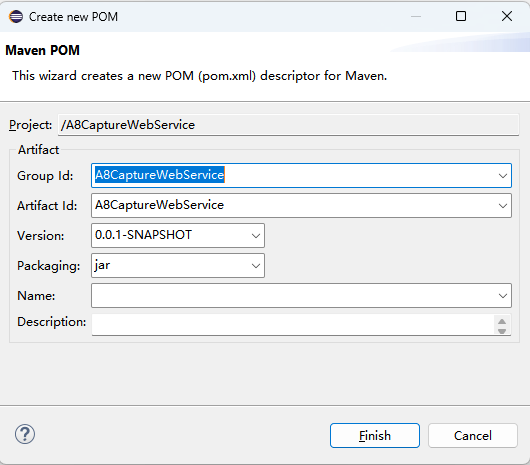 Create new POM
Maven POM
This wizard creates a new POM (pom.xml) descriptor for Maven.
Project: /A8CaptureWebService
Artifact
Group Id: A8CaptureWebService
Artifact Id: A8CaptureWebService
Version: 0.0.1-SNAPSHOT
Packaging: jar
Name:
Description:
? Finish Cancel